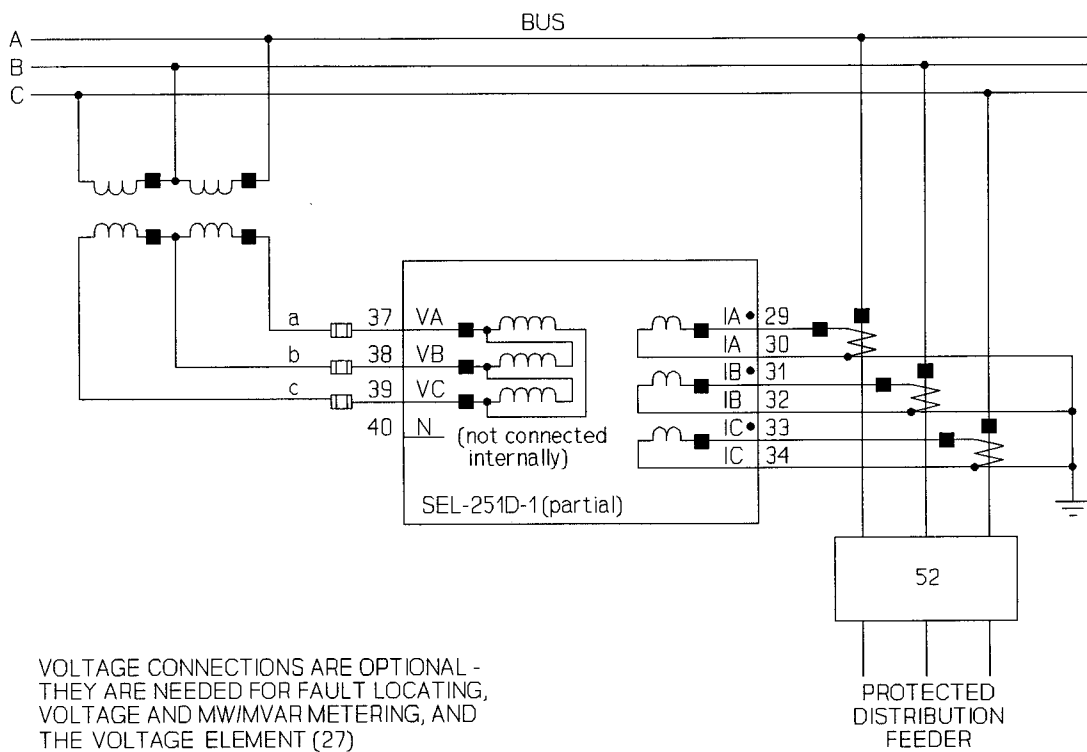 BUS
A
B
C
a 37 VA
b 38 VB
c 39 VC
40 N
(not connected
internally)
IA• 29
IA 30
IB• 31
IB 32
IC• 33
IC 34
SEL-251D-1 (partial)
52
VOLTAGE CONNECTIONS ARE OPTIONAL -
THEY ARE NEEDED FOR FAULT LOCATING,
VOLTAGE AND MW/MVAR METERING, AND
THE VOLTAGE ELEMENT (27)
PROTECTED
DISTRIBUTION
FEEDER